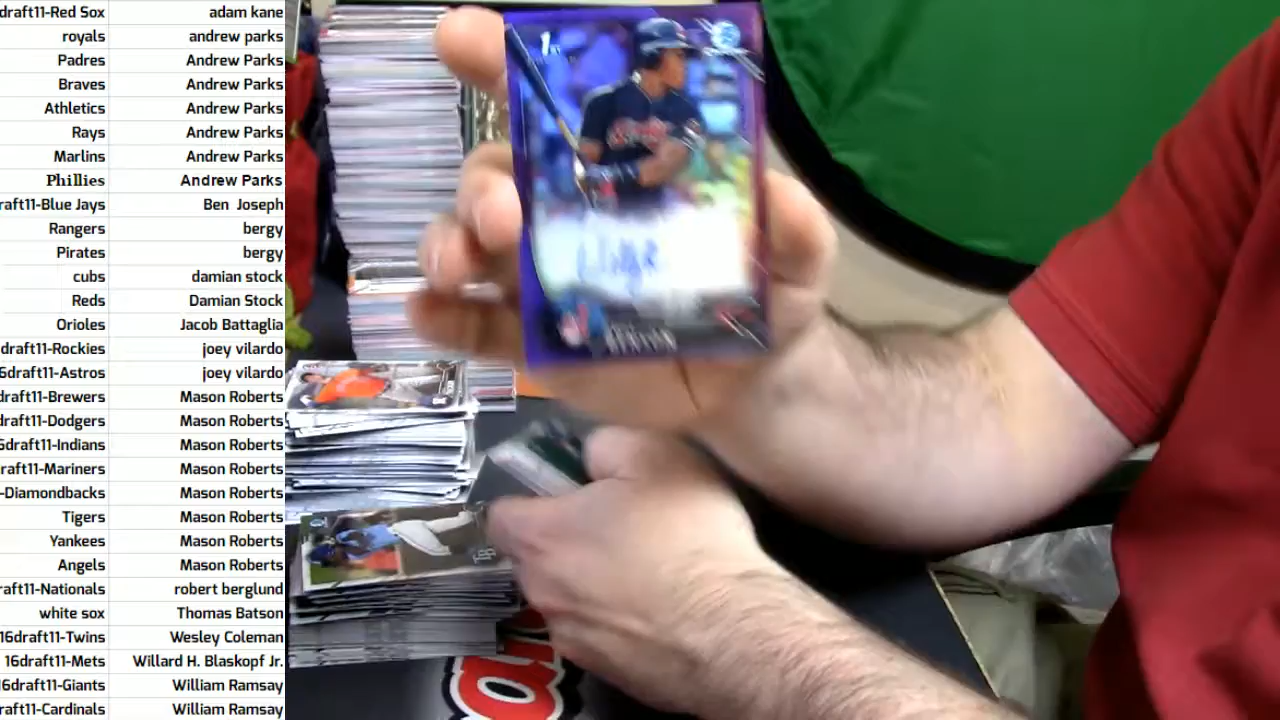 draft11-Red Sox adam kane
royals andrew parks
Padres Andrew Parks
Braves Andrew Parks
Athletics Andrew Parks
Rays Andrew Parks
Marlins Andrew Parks
Phillies Andrew Parks
raft11-Blue Jays Ben Joseph
Rangers bergy
Pirates bergy
cubs damian stock
Reds Damian Stock
Orioles Jacob Battaglia
draft11-Rockies joey vilardo
6draft11-Astros joey vilardo
draft11-Brewers Mason Roberts
draft11-Dodgers Mason Roberts
6draft11-Indians Mason Roberts
raft11-Mariners Mason Roberts
-Diamondbacks Mason Roberts
Tigers Mason Roberts
Yankees Mason Roberts
Angels Mason Roberts
raft11-Nationals robert berglund
white sox Thomas Batson
16draft11-Twins Wesley Coleman
16draft11-Mets Willard H. Blaskopf Jr.
16draft11-Giants William Ramsay
raft11-Cardinals William Ramsay
1st